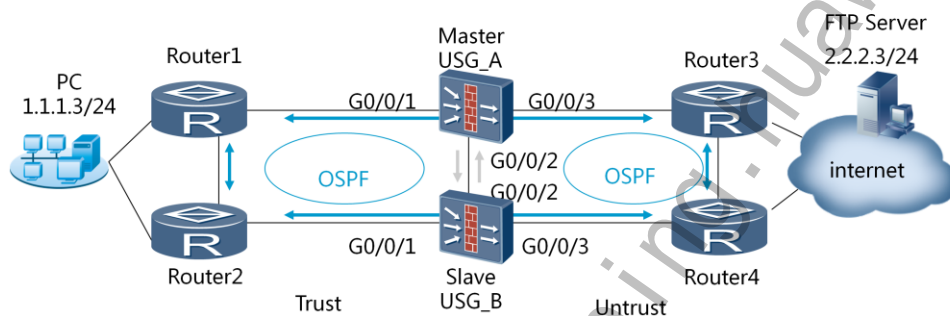 FTP Server
2.2.2.3/24
Master
USG_A
Router1
Router3
PC
1.1.1.3/24
G0/0/1
G0/0/3
R
R
G0/0/2
OSPF
OSPF
internet
G0/0/2
R
R
G0/0/1
G0/0/3
Router2
Slave
USG_B
Router4
Trust
Untrust
ing.hua